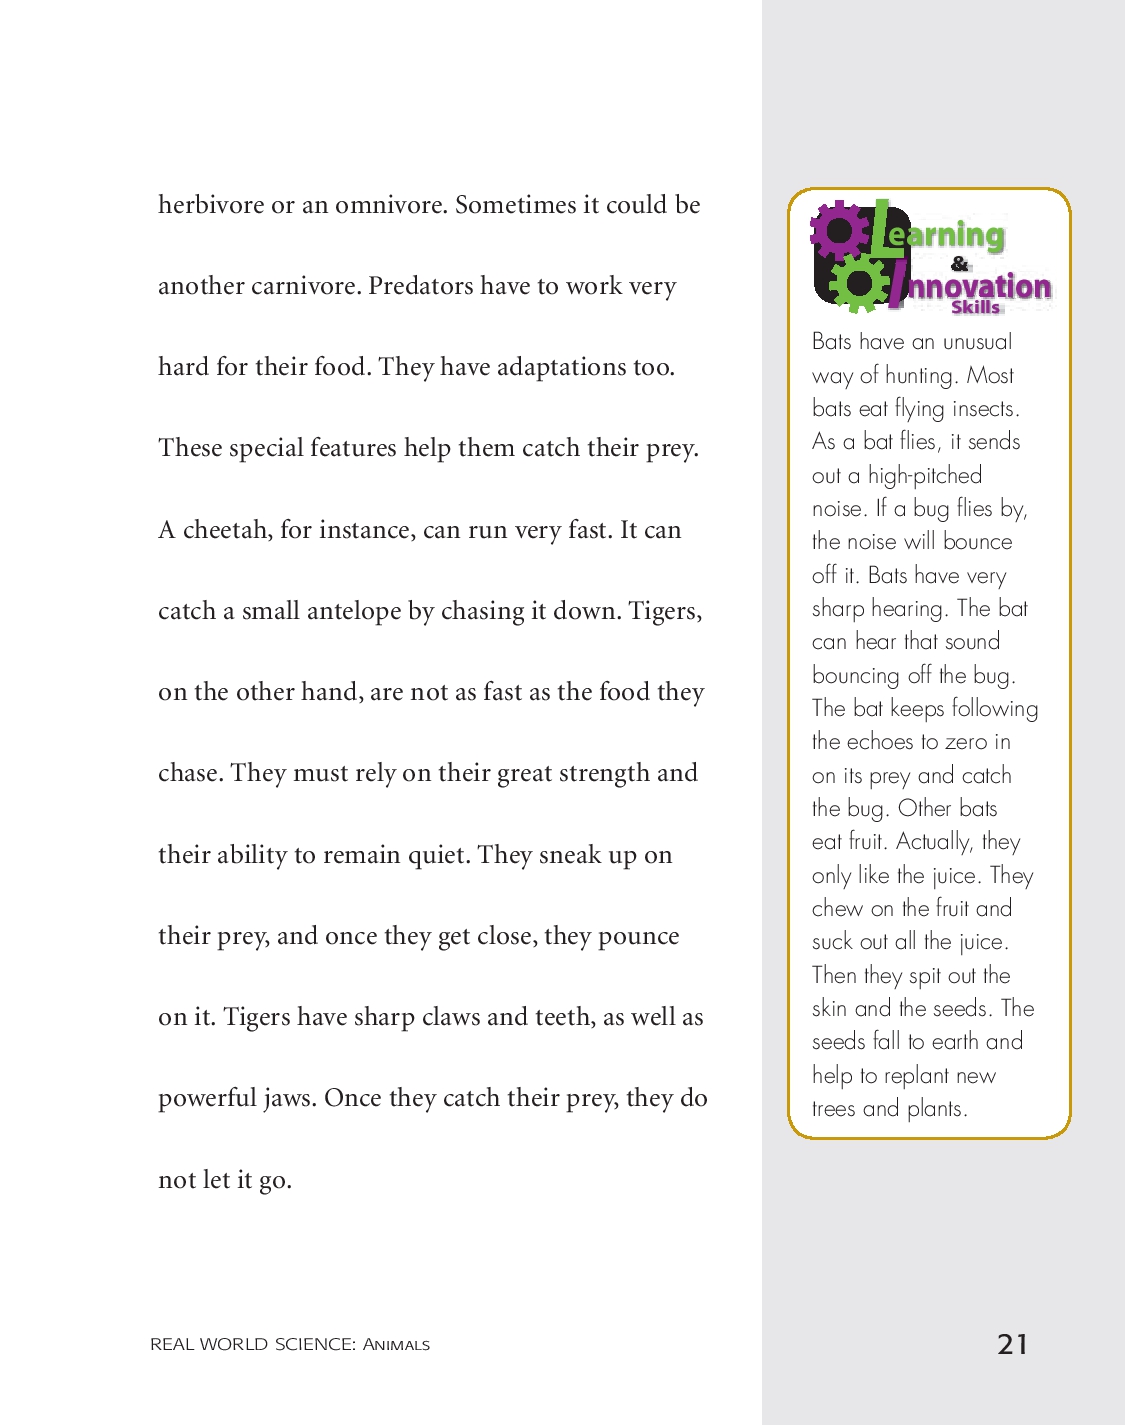 herbivore or an omnivore. Sometimes it could be
another carnivore. Predators have to work very
hard for their food. They have adaptations too.
These special features help them catch their prey.
A cheetah, for instance, can run very fast. It can
catch a small antelope by chasing it down. Tigers,
on the other hand, are not as fast as the food they
chase. They must rely on their great strength and
their ability to remain quiet. They sneak up on
their prey, and once they get close, they pounce
on it. Tigers have sharp claws and teeth, as well as
powerful jaws. Once they catch their prey, they do
not let it go.
Learning
&
Innovation
Skills
Bats have an unusual
way of hunting. Most
bats eat flying insects.
As a bat flies, it sends
out a high-pitched
noise. If a bug flies by,
the noise will bounce
off it. Bats have very
sharp hearing. The bat
can hear that sound
bouncing off the bug.
The bat keeps following
the echoes to zero in
on its prey and catch
the bug. Other bats
eat fruit. Actually, they
only like the juice. They
chew on the fruit and
suck out all the juice.
Then they spit out the
skin and the seeds. The
seeds fall to earth and
help to replant new
trees and plants.
REAL WORLD SCIENCE: ANIMALS
21